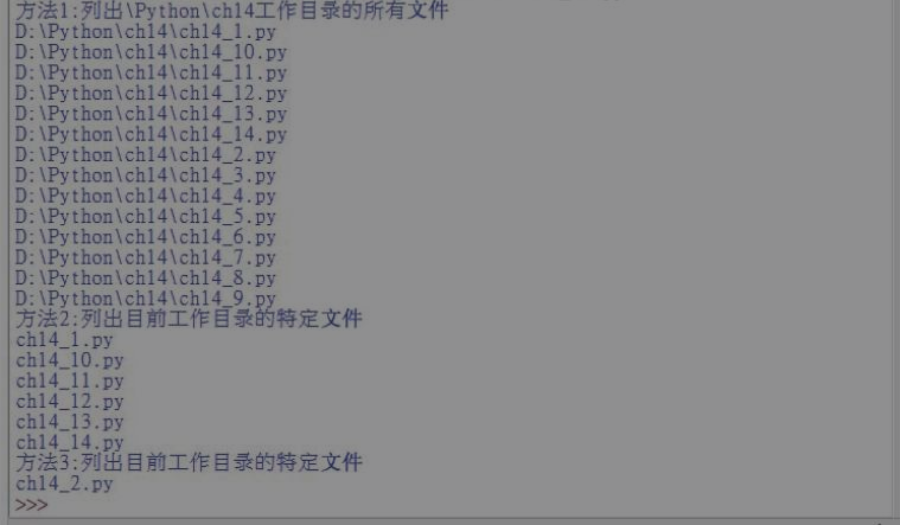 方法1:列出\Python\ch14工作目录的所有文件
D:\Python\ch14\ch14_1.py
D:\Python\ch14\ch14_10.py
D:\Python\ch14\ch14_11.py
D:\Python\ch14\ch14_12.py
D:\Python\ch14\ch14_13.py
D:\Python\ch14\ch14_14.py
D:\Python\ch14\ch14_2.py
D:\Python\ch14\ch14_3.py
D:\Python\ch14\ch14_4.py
D:\Python\ch14\ch14_5.py
D:\Python\ch14\ch14_6.py
D:\Python\ch14\ch14_7.py
D:\Python\ch14\ch14_8.py
D:\Python\ch14\ch14_9.py
方法2:列出目前工作目录的特定文件
ch14_1.py
ch14_10.py
ch14_11.py
ch14_12.py
ch14_13.py
ch14_14.py
方法3:列出目前工作目录的特定文件
ch14_2.py
>>>